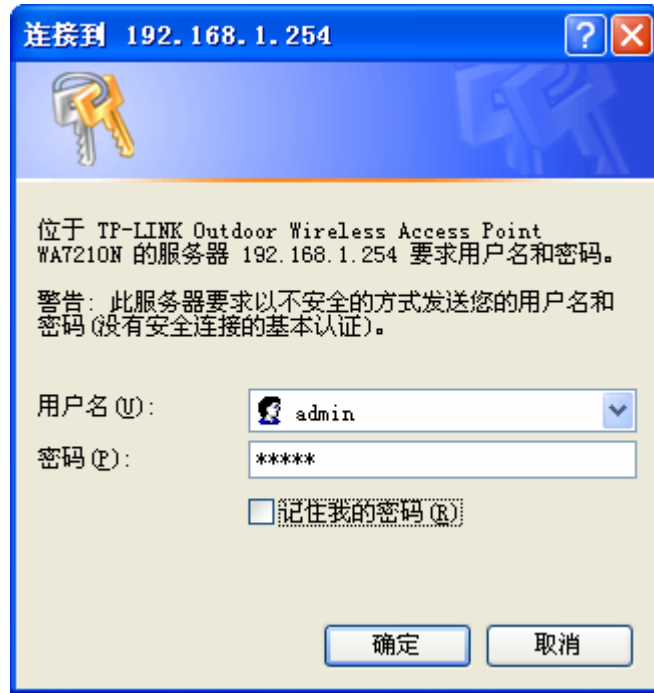 连接到 192.168.1.254
位于 TP-LINK Outdoor Wireless Access Point
WA7210N 的服务器 192.168.1.254 要求用户名和密码。
警告: 此服务器要求以不安全的方式发送您的用户名和
密码(没有安全连接的基本认证)。
用户名(U):
admin
密码(P):
*****
记住我的密码(R)
确定
取消